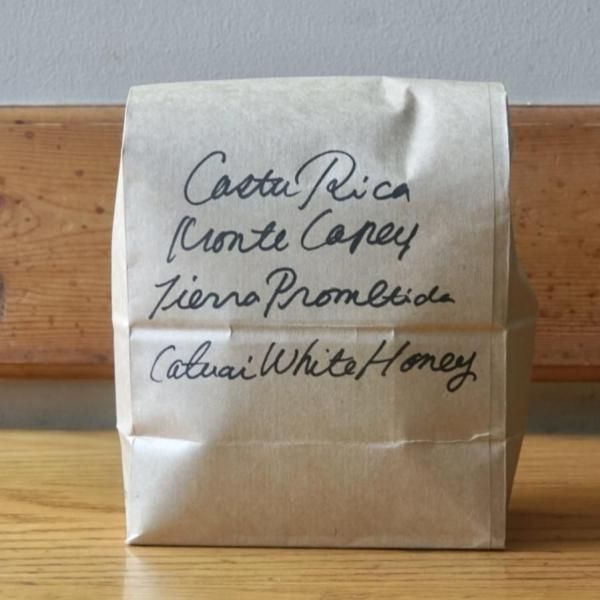 Costa Rica
Monte Copey
Tierra Prometida
Catuai White Honey